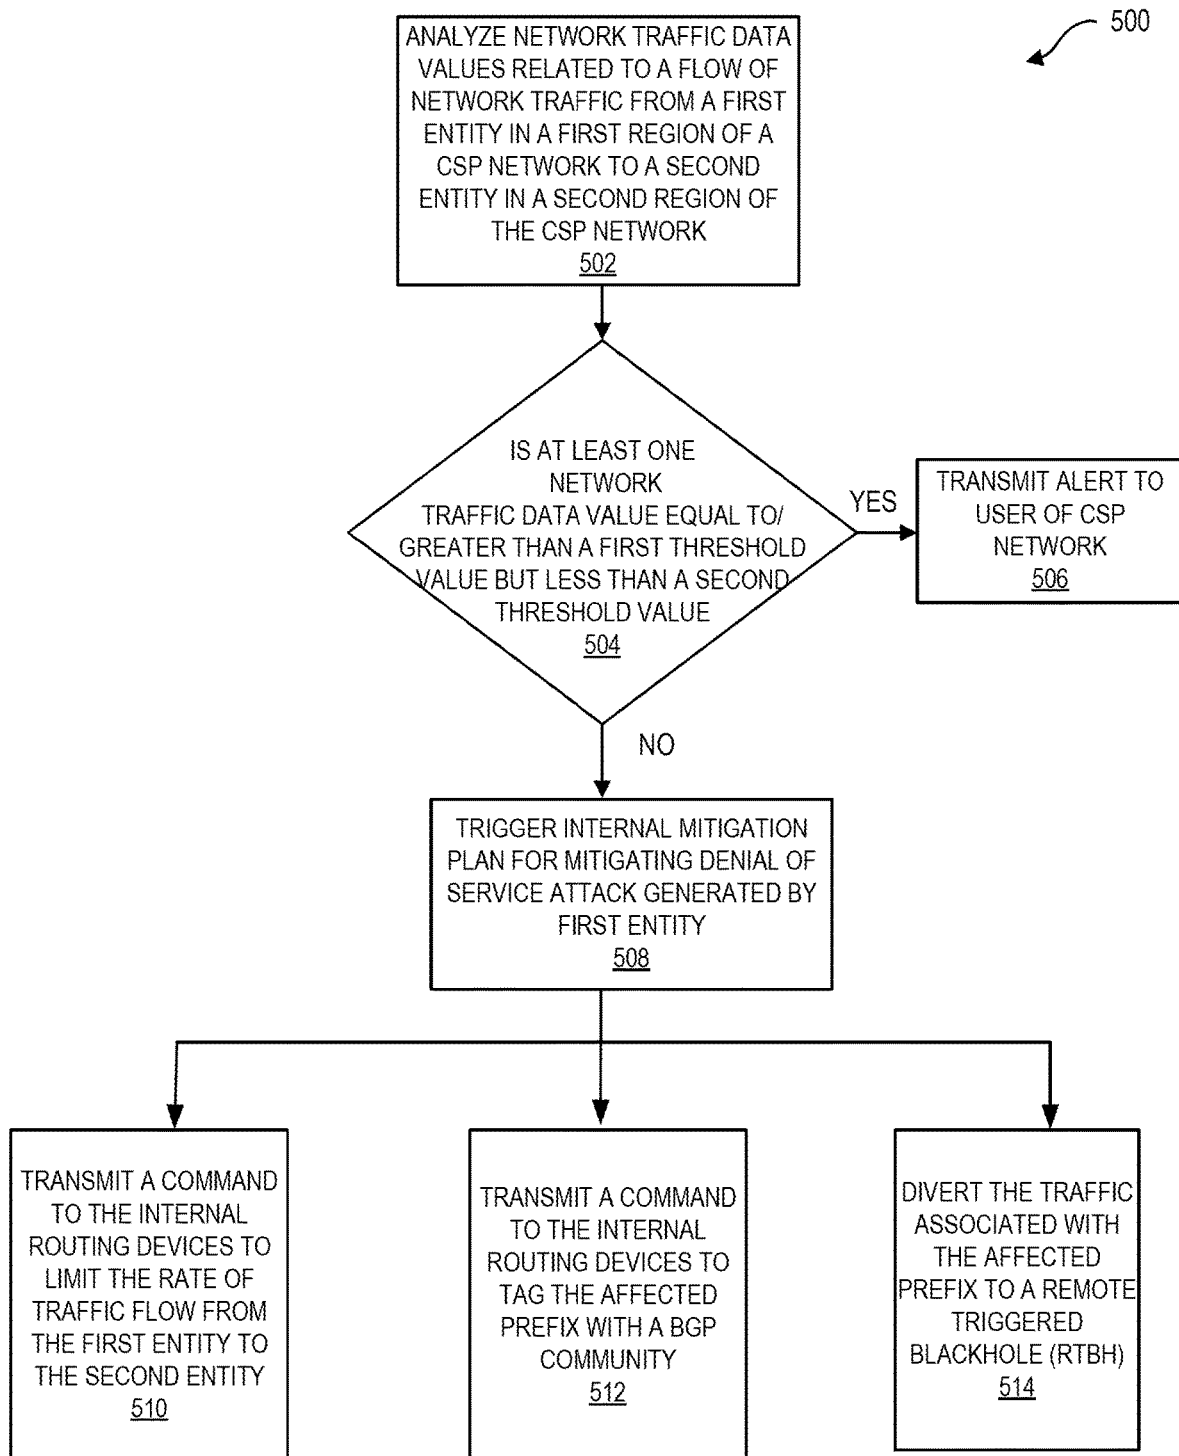 500
ANALYZE NETWORK TRAFFIC DATA
VALUES RELATED TO A FLOW OF
NETWORK TRAFFIC FROM A FIRST
ENTITY IN A FIRST REGION OF A
CSP NETWORK TO A SECOND
ENTITY IN A SECOND REGION OF
THE CSP NETWORK
502
IS AT LEAST ONE
NETWORK
TRAFFIC DATA VALUE EQUAL TO/
GREATER THAN A FIRST THRESHOLD
VALUE BUT LESS THAN A SECOND
THRESHOLD VALUE
504
YES
TRANSMIT ALERT TO
USER OF CSP
NETWORK
506
NO
TRIGGER INTERNAL MITIGATION
PLAN FOR MITIGATING DENIAL OF
SERVICE ATTACK GENERATED BY
FIRST ENTITY
508
TRANSMIT A COMMAND
TO THE INTERNAL
ROUTING DEVICES TO
LIMIT THE RATE OF
TRAFFIC FLOW FROM
THE FIRST ENTITY TO
THE SECOND ENTITY
510
TRANSMIT A COMMAND
TO THE INTERNAL
ROUTING DEVICES TO
TAG THE AFFECTED
PREFIX WITH A BGP
COMMUNITY
512
DIVERT THE TRAFFIC
ASSOCIATED WITH
THE AFFECTED
PREFIX TO A REMOTE
TRIGGERED
BLACKHOLE (RTBH)
514